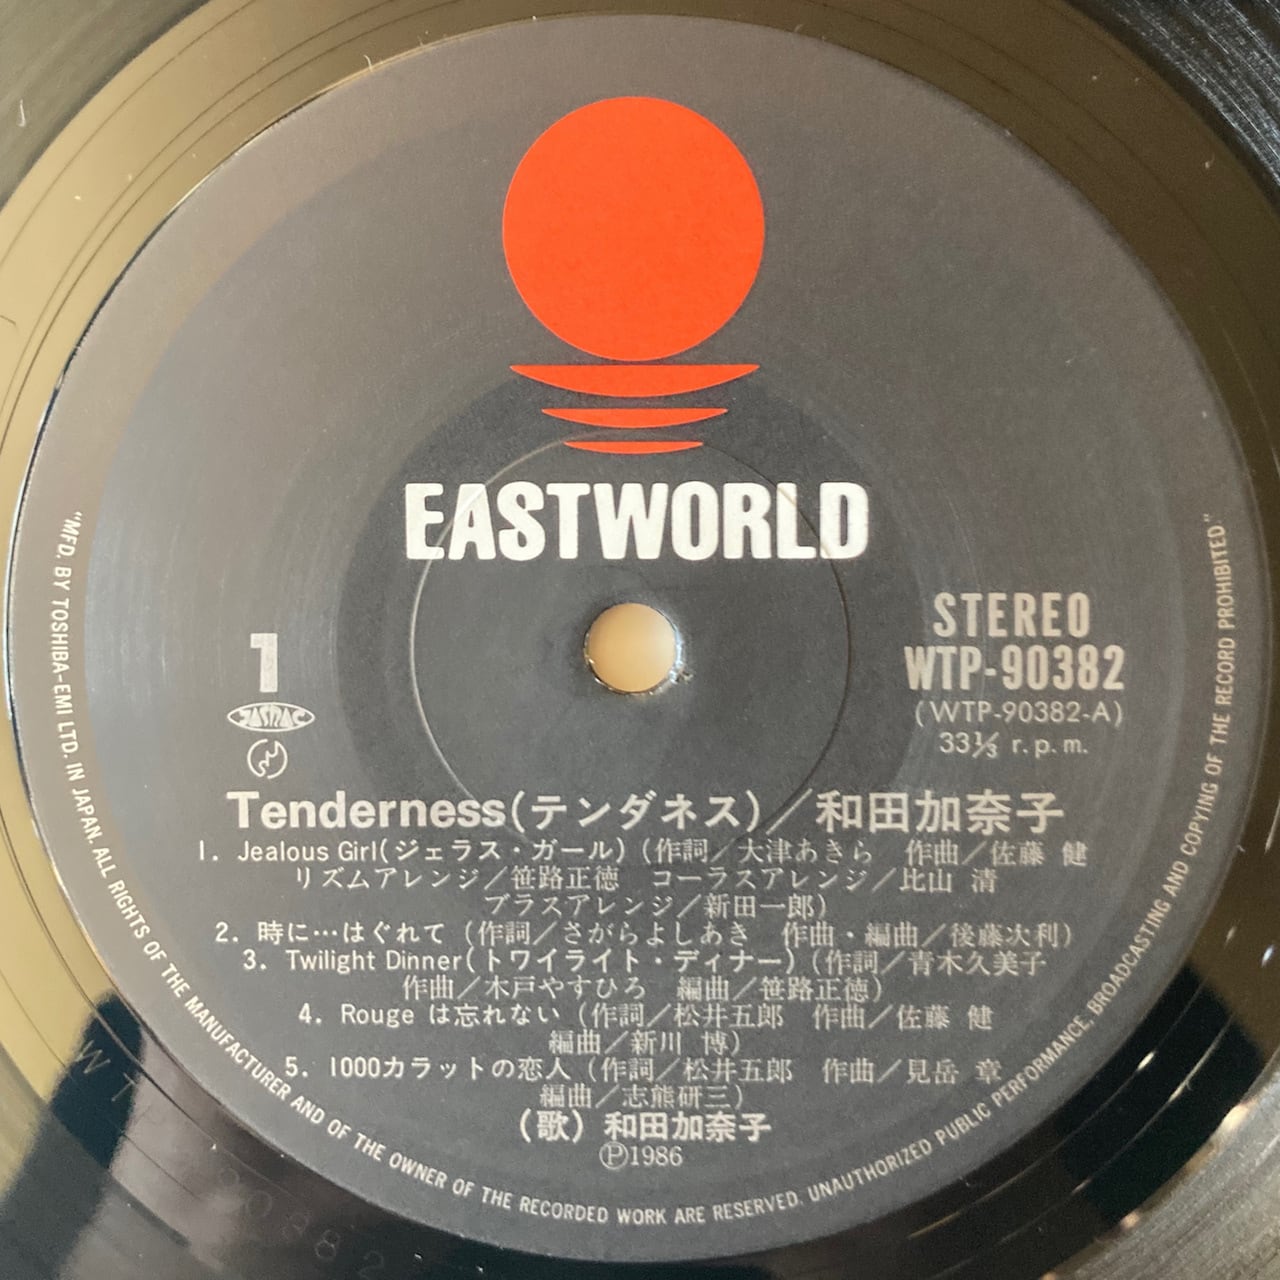 EASTWORLD
STEREO
WTP-90382
(WTP-90382-A)
33⅓ r.p.m.
1
JASRAC
Tenderness(テンダネス)／和田加奈子
1. Jealous Girl(ジェラス・ガール) (作詞／大津あきら 作曲／佐藤 健
リズムアレンジ／笹路正徳 コーラスアレンジ／比山 清
ブラスアレンジ／新田一郎)
2. 時に…はぐれて (作詞／さがらよしあき 作曲・編曲／後藤次利)
3. Twilight Dinner(トワイライト・ディナー) (作詞／青木久美子
作曲／木戸やすひろ 編曲／笹路正徳)
4. Rouge は忘れない (作詞／松井五郎 作曲／佐藤 健
編曲／新川 博)
5. 1000カラットの恋人 (作詞／松井五郎 作曲／見岳 章
編曲／志熊研三)
(歌) 和田加奈子
Ⓟ1986
"MFD. BY TOSHIBA-EMI LTD. IN JAPAN. ALL RIGHTS OF THE MANUFACTURER AND OF THE OWNER OF THE RECORDED WORK ARE RESERVED. UNAUTHORIZED PUBLIC PERFORMANCE, BROADCASTING AND COPYING OF THE RECORD PROHIBITED"